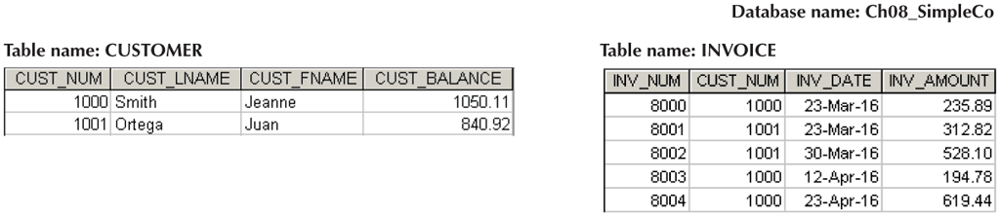 Database name: Ch08_SimpleCo
Table name: CUSTOMER
CUST_NUM CUST_LNAME CUST_FNAME CUST_BALANCE
1000 Smith Jeanne 1050.11
1001 Ortega Juan 840.92
Table name: INVOICE
INV_NUM CUST_NUM INV_DATE INV_AMOUNT
8000 1000 23-Mar-16 235.89
8001 1001 23-Mar-16 312.82
8002 1001 30-Mar-16 528.10
8003 1000 12-Apr-16 194.78
8004 1000 23-Apr-16 619.44